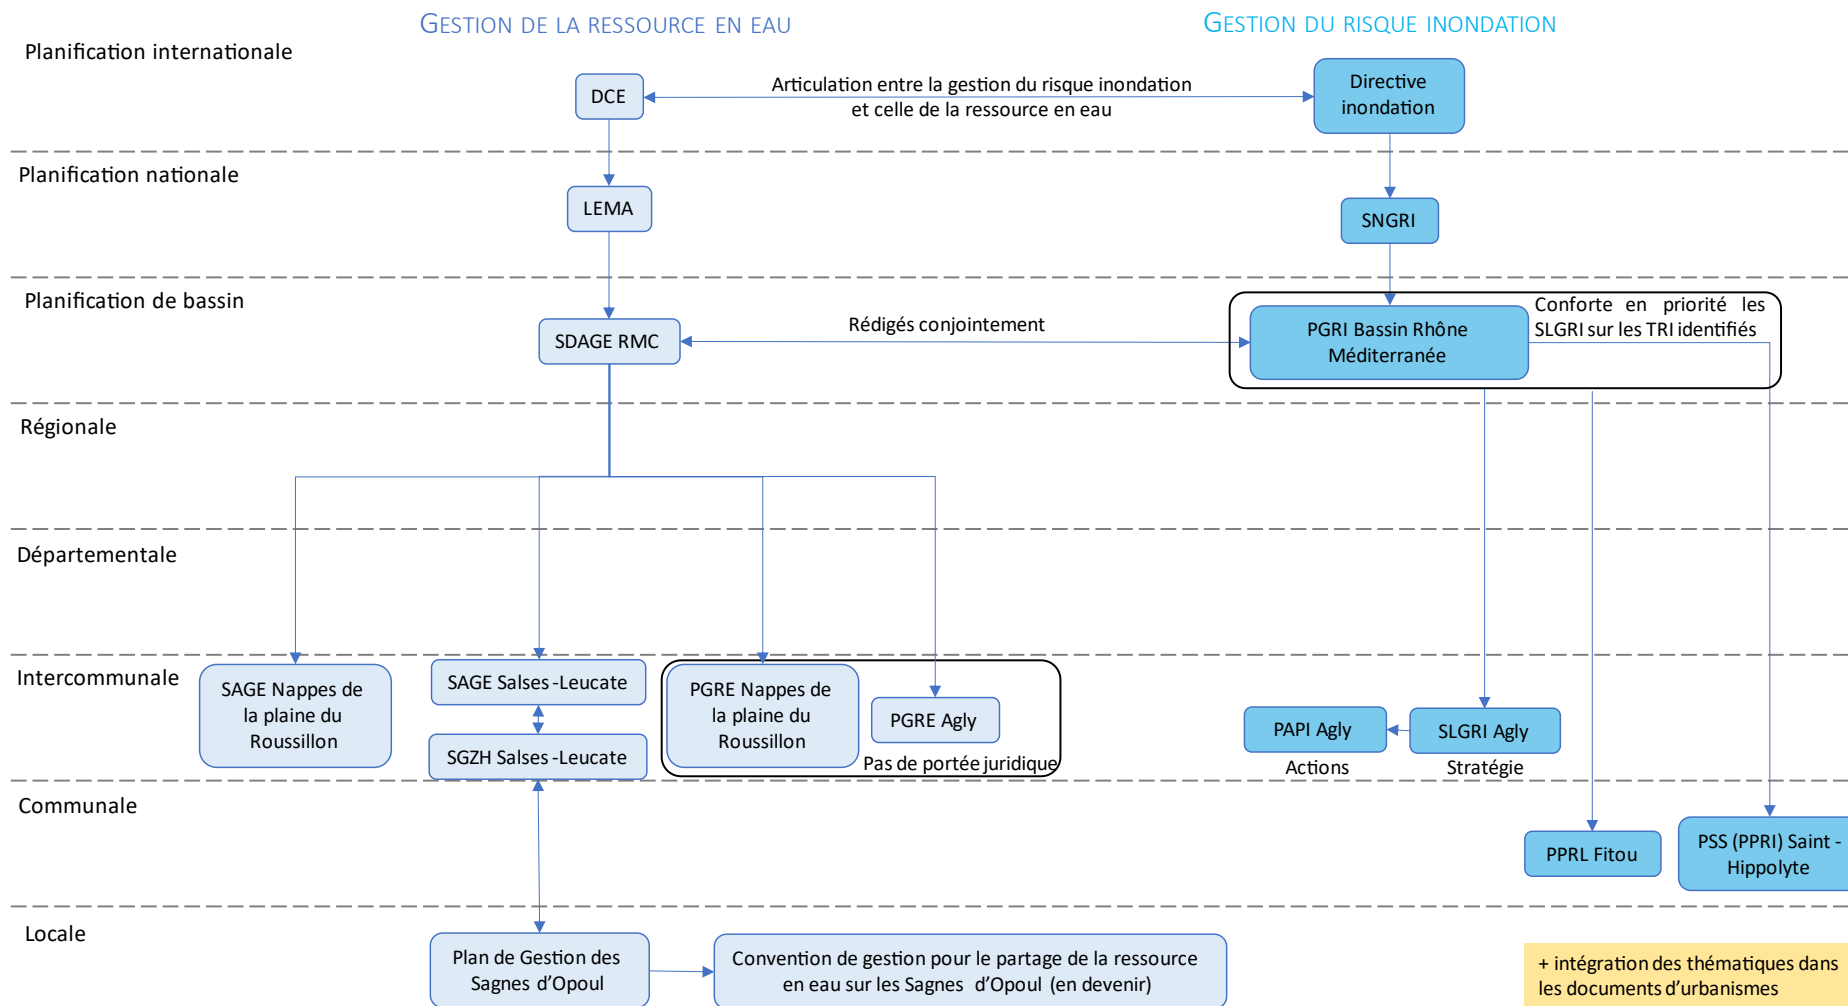 GESTION DE LA RESSOURCE EN EAU
GESTION DU RISQUE INONDATION
Planification internationale
DCE
Articulation entre la gestion du risque inondation
et celle de la ressource en eau
Directive
inondation
Planification nationale
LEMA
SNGRI
Planification de bassin
SDAGE RMC
Rédigés conjointement
PGRI Bassin Rhône
Méditerranée
Conforte en priorité les
SLGRI sur les TRI identifiés
Régionale
Départementale
Intercommunale
SAGE Nappes de
la plaine du
Roussillon
SAGE Salses -Leucate
SGZH Salses -Leucate
PGRE Nappes de
la plaine du
Roussillon
PGRE Agly
Pas de portée juridique
PAPI Agly
Actions
SLGRI Agly
Stratégie
Communale
PPRL Fitou
PSS (PPRI) Saint -
Hippolyte
Locale
Plan de Gestion des
Sagnes d’Opoul
Convention de gestion pour le partage de la ressource
en eau sur les Sagnes d’Opoul (en devenir)
+ intégration des thématiques dans
les documents d’urbanismes